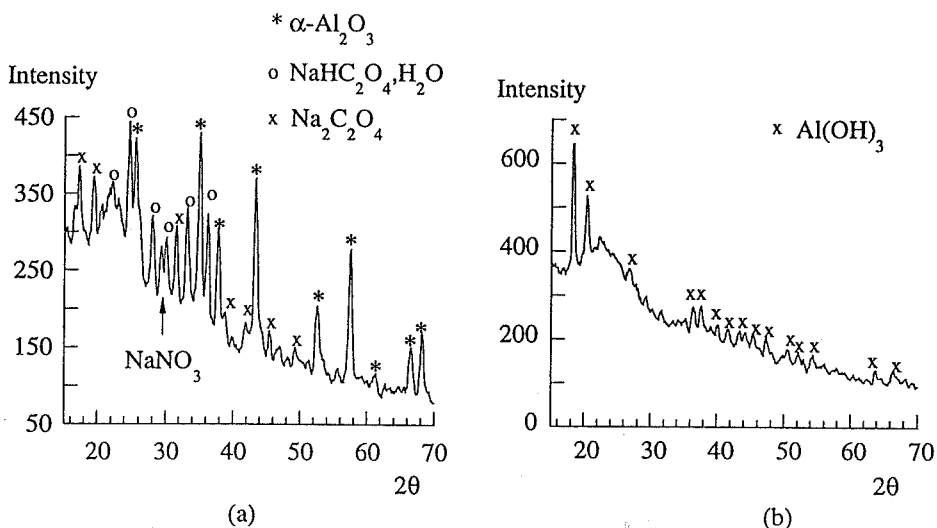 * α-Al₂O₃
Intensity
o NaHC₂O₄,H₂O
x Na₂C₂O₄
450
350
250
150
50
o
*
x
x
o
*
*
o
o
o
x
o
o
*
x
x
x
x
*
*
*
*
*
NaNO₃
20 30 40 50 60 70
2θ
(a)
Intensity
x Al(OH)₃
600
400
200
0
x
x
x
xx
x
x
x
x
x
x
x
x
x
x
x
20 30 40 50 60 70
2θ
(b)